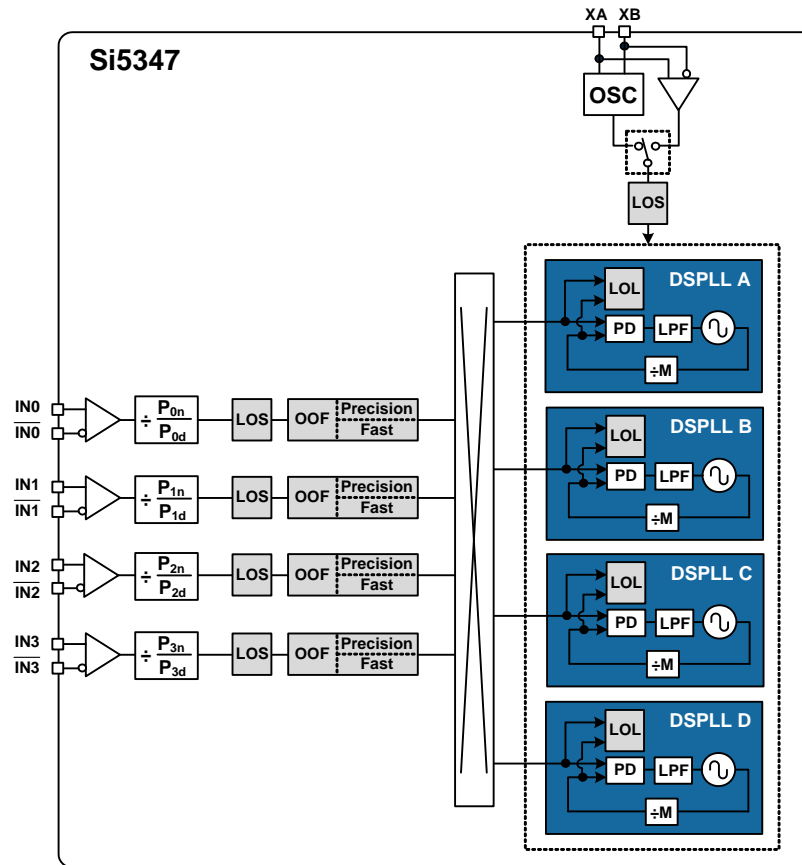 XA XB
Si5347
OSC
LOS
DSPLL A
LOL
PD LPF
÷M
IN0
IN0
÷ P0n
P0d
LOS OOF Precision
Fast
DSPLL B
LOL
PD LPF
÷M
IN1
IN1
÷ P1n
P1d
LOS OOF Precision
Fast
IN2
IN2
÷ P2n
P2d
LOS OOF Precision
Fast
DSPLL C
LOL
PD LPF
÷M
IN3
IN3
÷ P3n
P3d
LOS OOF Precision
Fast
DSPLL D
LOL
PD LPF
÷M